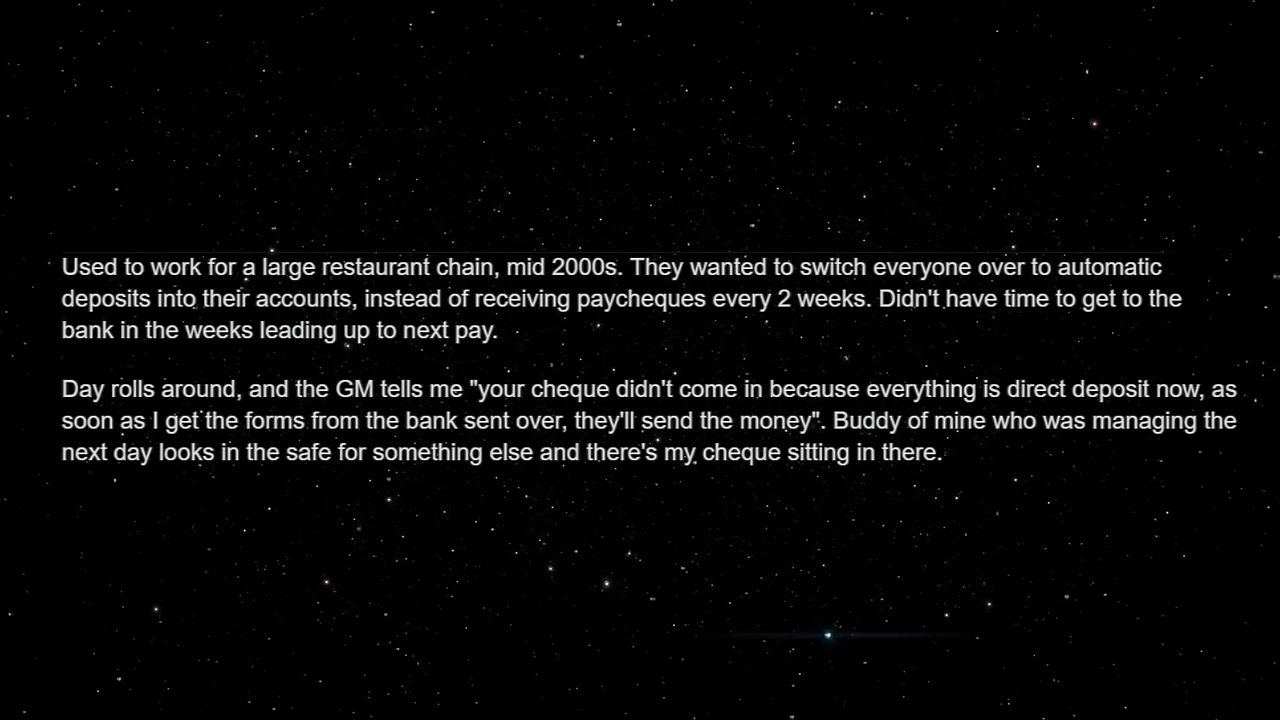 Used to work for a large restaurant chain, mid 2000s. They wanted to switch everyone over to automatic
deposits into their accounts, instead of receiving paycheques every 2 weeks. Didn't have time to get to the
bank in the weeks leading up to next pay.
Day rolls around, and the GM tells me "your cheque didn't come in because everything is direct deposit now, as
soon as I get the forms from the bank sent over, they'll send the money". Buddy of mine who was managing the
next day looks in the safe for something else and there's my cheque sitting in there.